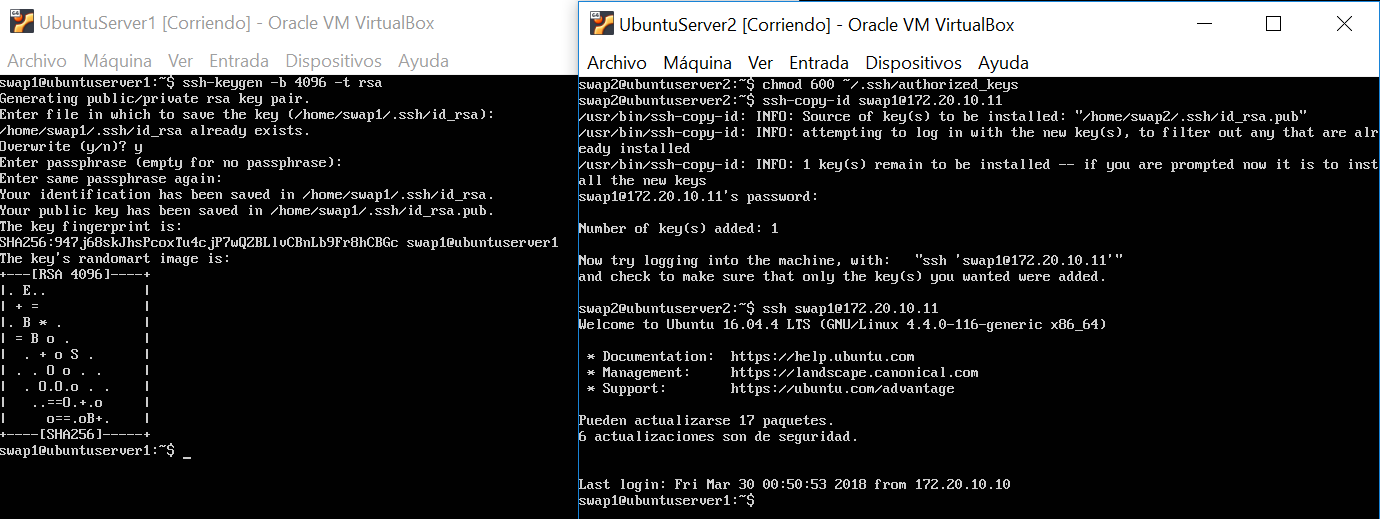 UbuntuServer1 [Corriendo] - Oracle VM VirtualBox
Archivo Máquina Ver Entrada Dispositivos Ayuda
swap1@ubuntuserver1:~$ ssh-keygen -b 4096 -t rsa
Generating public/private rsa key pair.
Enter file in which to save the key (/home/swap1/.ssh/id_rsa):
/home/swap1/.ssh/id_rsa already exists.
Overwrite (y/n)? y
Enter passphrase (empty for no passphrase):
Enter same passphrase again:
Your identification has been saved in /home/swap1/.ssh/id_rsa.
Your public key has been saved in /home/swap1/.ssh/id_rsa.pub.
The key fingerprint is:
SHA256:947j68skJhsPcoxTu4cjP7wQZBLlvCBnLb9Fr8hCBGc swap1@ubuntuserver1
The key's randomart image is:
+---[RSA 4096]----+
|. E..            |
| + =             |
|. B * .          |
| = B o .         |
|  . + o S .      |
| . . O o . .     |
|  . O.O.o . .    |
|   ..==O.+.o     |
|     o==.oB+.    |
+----[SHA256]-----+
swap1@ubuntuserver1:~$ _
UbuntuServer2 [Corriendo] - Oracle VM VirtualBox
Archivo Máquina Ver Entrada Dispositivos Ayuda
swap2@ubuntuserver2:~$ chmod 600 ~/.ssh/authorized_keys
swap2@ubuntuserver2:~$ ssh-copy-id swap1@172.20.10.11
/usr/bin/ssh-copy-id: INFO: Source of key(s) to be installed: "/home/swap2/.ssh/id_rsa.pub"
/usr/bin/ssh-copy-id: INFO: attempting to log in with the new key(s), to filter out any that are alr
eady installed
/usr/bin/ssh-copy-id: INFO: 1 key(s) remain to be installed -- if you are prompted now it is to inst
all the new keys
swap1@172.20.10.11's password:
Number of key(s) added: 1
Now try logging into the machine, with:   "ssh 'swap1@172.20.10.11'"
and check to make sure that only the key(s) you wanted were added.
swap2@ubuntuserver2:~$ ssh swap1@172.20.10.11
Welcome to Ubuntu 16.04.4 LTS (GNU/Linux 4.4.0-116-generic x86_64)
* Documentation:  https://help.ubuntu.com
* Management:     https://landscape.canonical.com
* Support:        https://ubuntu.com/advantage
Pueden actualizarse 17 paquetes.
6 actualizaciones son de seguridad.
Last login: Fri Mar 30 00:50:53 2018 from 172.20.10.10
swap1@ubuntuserver1:~$